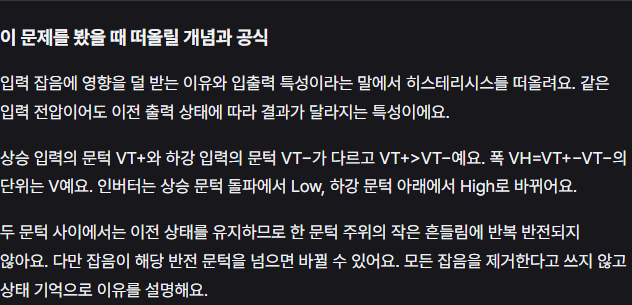 이 문제를 봤을 때 떠올릴 개념과 공식
입력 잡음에 영향을 덜 받는 이유와 입출력 특성이라는 말에서 히스테리시스를 떠올려요. 같은
입력 전압이어도 이전 출력 상태에 따라 결과가 달라지는 특성이에요.
상승 입력의 문턱 VT+와 하강 입력의 문턱 VT−가 다르고 VT+>VT−예요. 폭 VH=VT+−VT−의
단위는 V예요. 인버터는 상승 문턱 돌파에서 Low, 하강 문턱 아래에서 High로 바뀌어요.
두 문턱 사이에서는 이전 상태를 유지하므로 한 문턱 주위의 작은 흔들림에 반복 반전되지
않아요. 다만 잡음이 해당 반전 문턱을 넘으면 바뀔 수 있어요. 모든 잡음을 제거한다고 쓰지 않고
상태 기억으로 이유를 설명해요.